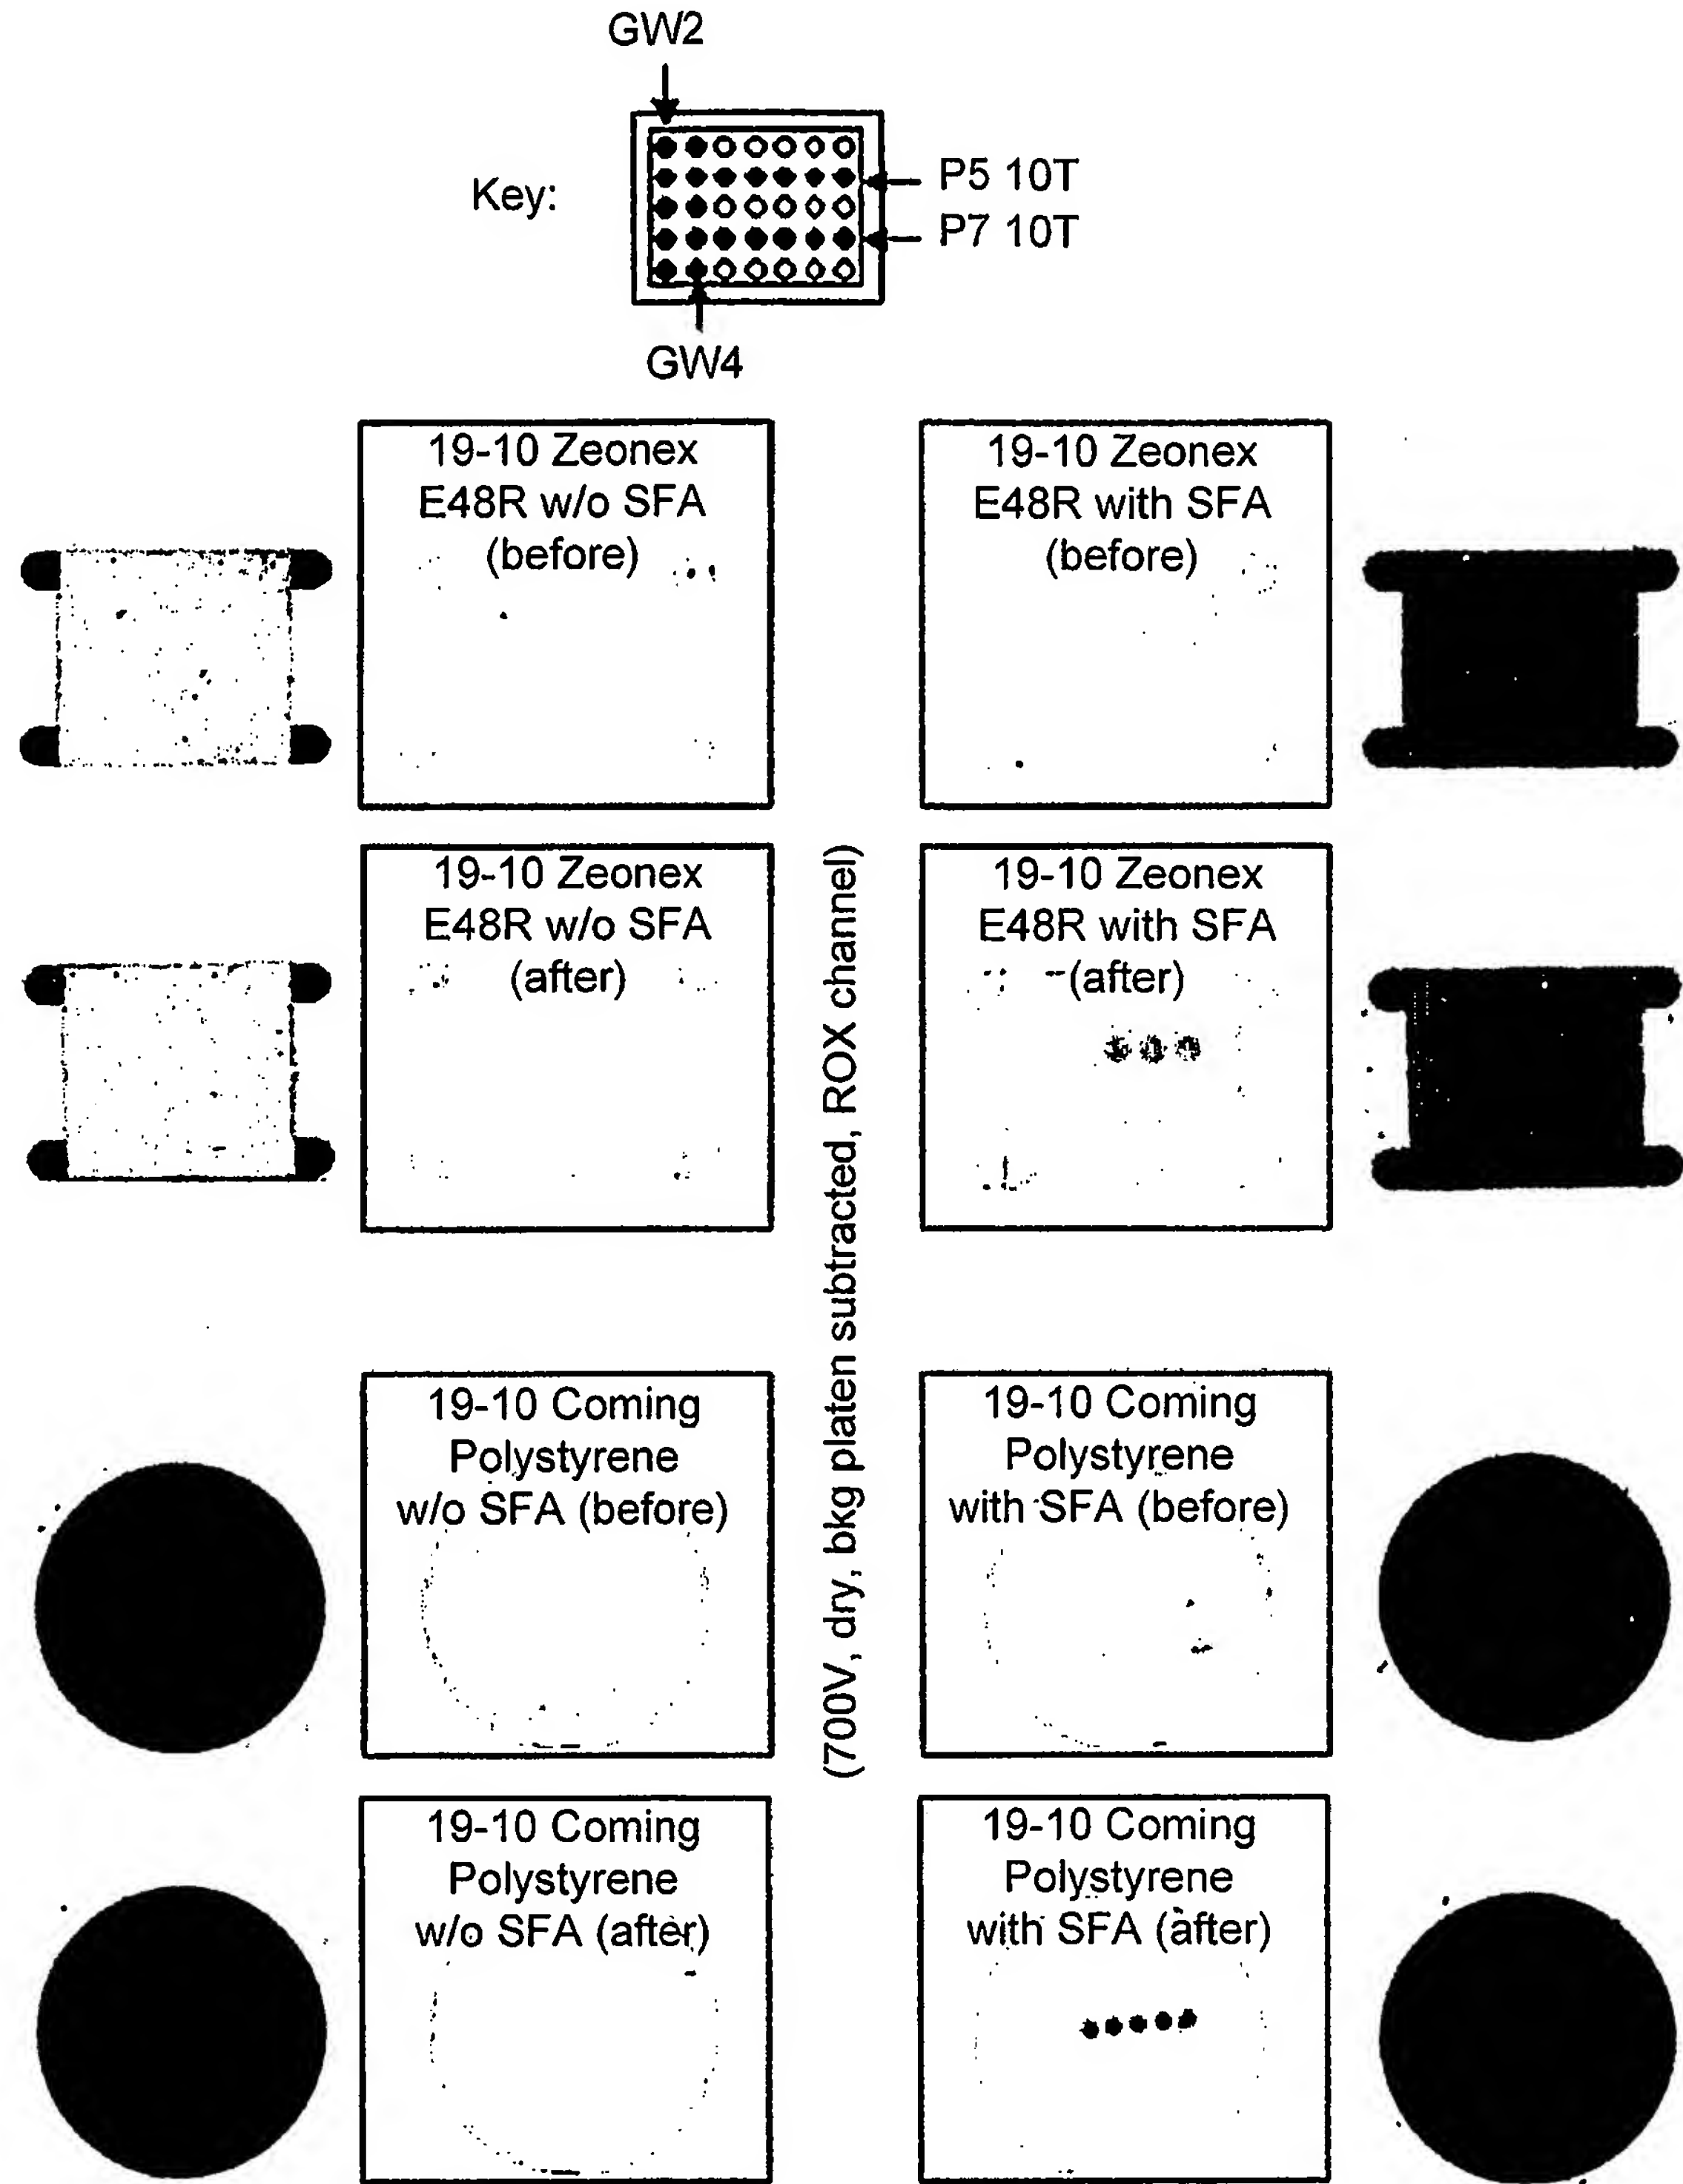 GW2
Key:
P5 10T
P7 10T
GW4
19-10 Zeonex
E48R w/o SFA
(before)
19-10 Zeonex
E48R with SFA
(before)
19-10 Zeonex
E48R w/o SFA
(after)
19-10 Zeonex
E48R with SFA
(after)
(700V, dry, bkg platen subtracted, ROX channel)
19-10 Coming
Polystyrene
w/o SFA (before)
19-10 Coming
Polystyrene
with SFA (before)
19-10 Coming
Polystyrene
w/o SFA (after)
19-10 Coming
Polystyrene
with SFA (after)